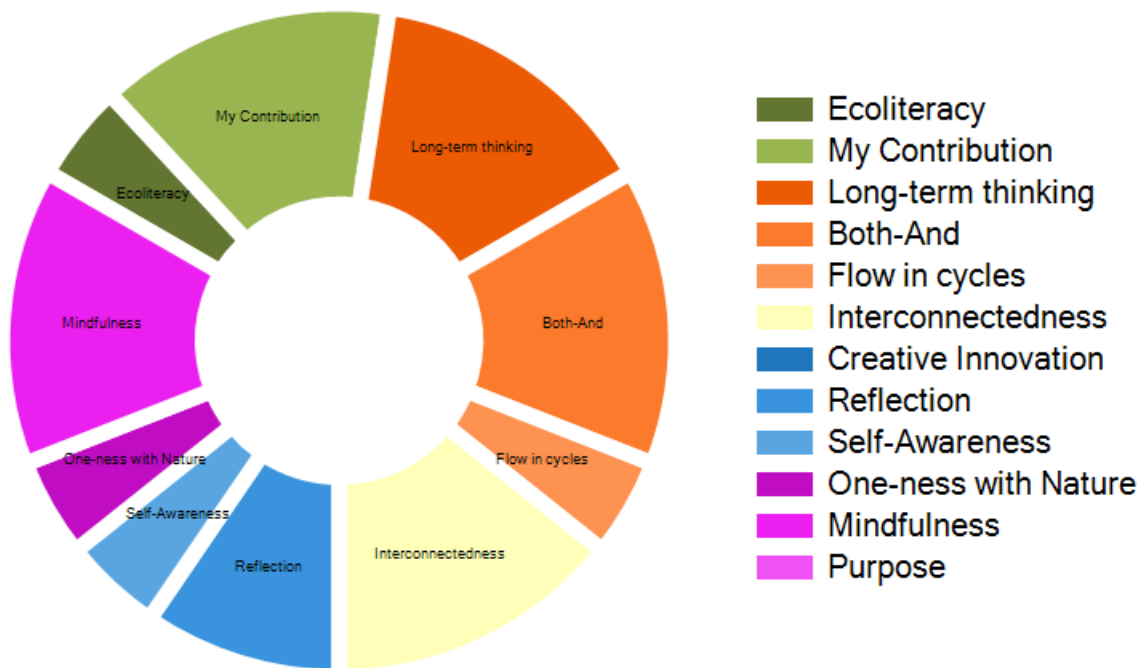 My Contribution
Long-term thinking
Ecoliteracy
Mindfulness
Both-And
One-ness with Nature
Flow in cycles
Self-Awareness
Interconnectedness
Reflection
Ecoliteracy
My Contribution
Long-term thinking
Both-And
Flow in cycles
Interconnectedness
Creative Innovation
Reflection
Self-Awareness
One-ness with Nature
Mindfulness
Purpose